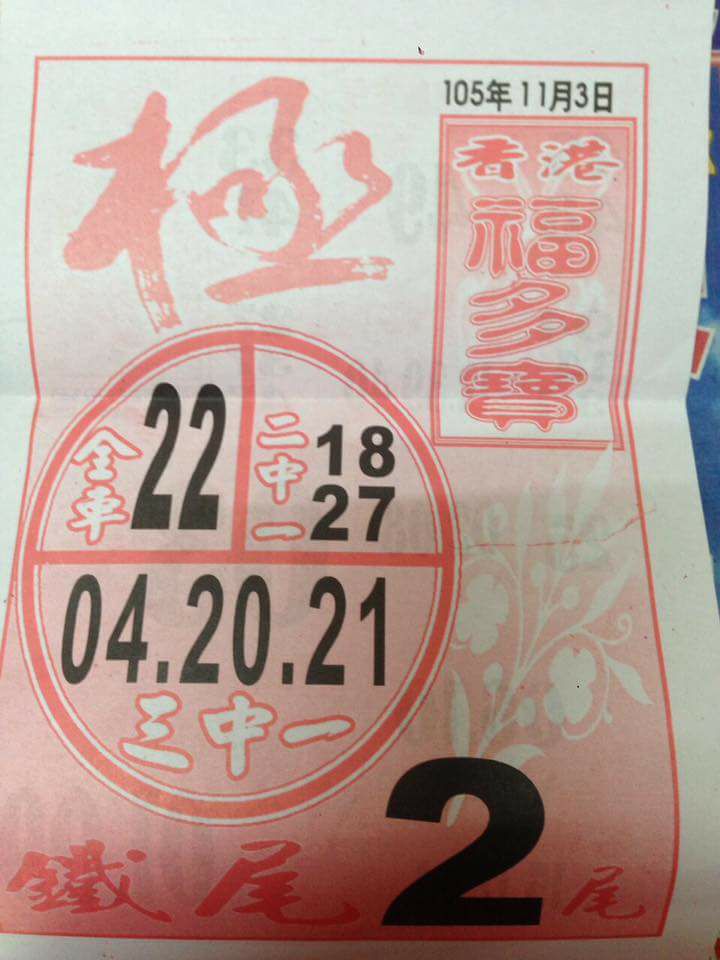 極
105年11月3日
香港
福多寶
全車 22
二中一 18 27
04.20.21
三中一
鐵尾 2 尾